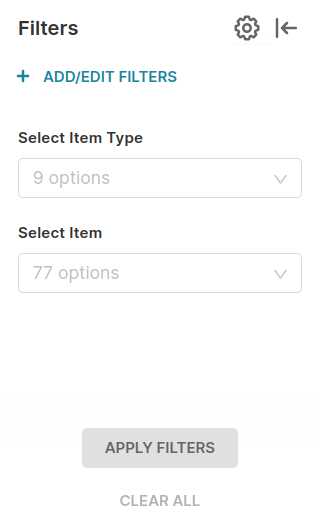 Filters
+ ADD/EDIT FILTERS
Select Item Type
9 options
Select Item
77 options
APPLY FILTERS
CLEAR ALL